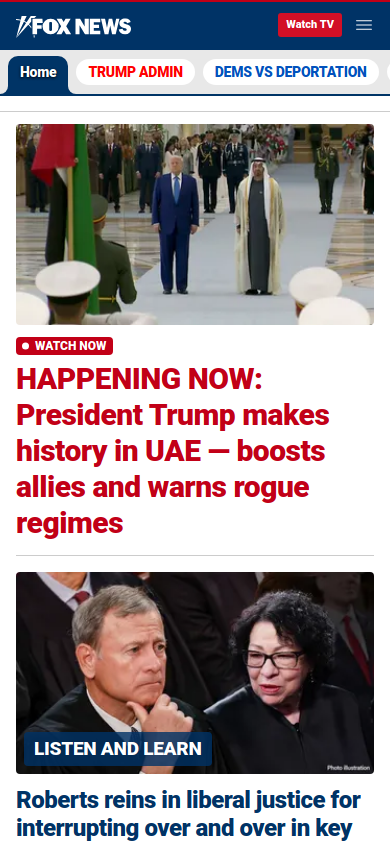 FOX NEWS
Watch TV
Home
TRUMP ADMIN
DEMS VS DEPORTATION
WATCH NOW
HAPPENING NOW:
President Trump makes
history in UAE — boosts
allies and warns rogue
regimes
LISTEN AND LEARN
Photo illustration
Roberts reins in liberal justice for
interrupting over and over in key